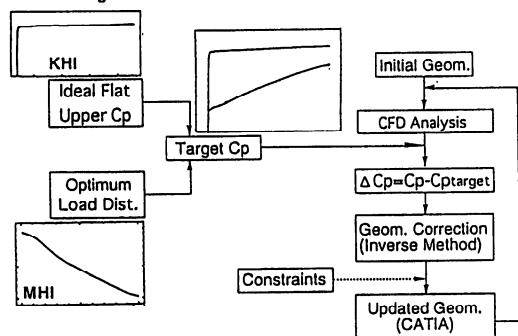 KHI
Ideal Flat
Upper Cp
Target Cp
Optimum
Load Dist.
MHI
Initial Geom.
CFD Analysis
Δ Cp=Cp-Cptarget
Geom. Correction
(Inverse Method)
Constraints
Updated Geom.
(CATIA)